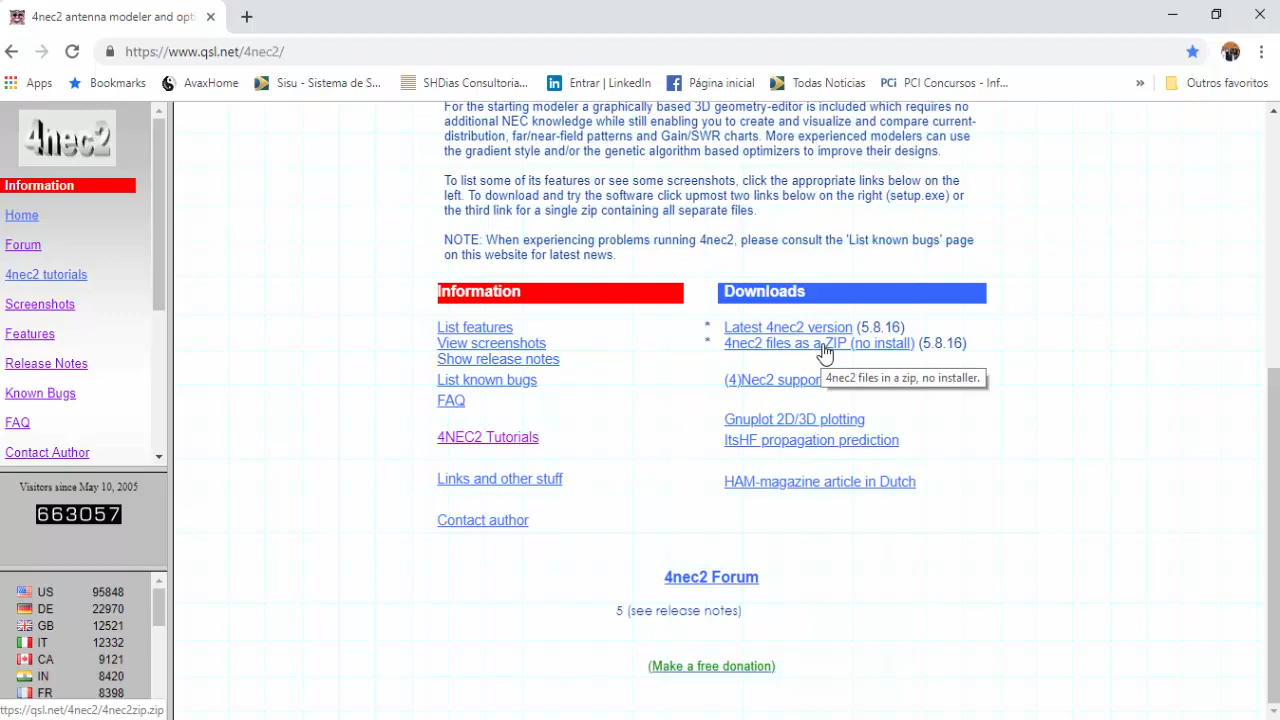 4nec2 antenna modeler and opt
https://www.qsl.net/4nec2/
Apps
Bookmarks
AvaxHome
Sisu - Sistema de S...
SHDias Consultoria...
Entrar | LinkedIn
Página inicial
Todas Noticias
PCI Concursos - Inf...
»
Outros favoritos
4nec2
Information
Home
Forum
4nec2 tutorials
Screenshots
Features
Release Notes
Known Bugs
FAQ
Contact Author
Visitors since May 10, 2005
663057
US 95848
DE 22970
GB 12521
IT 12332
CA 9121
IN 8420
FR 8398
ttps://qsl.net/4nec2/4nec2zip.zip
For the starting modeler a graphically based 3D geometry-editor is included which requires no
additional NEC knowledge while still enabling you to create and visualize and compare current-
distribution, far/near-field patterns and Gain/SWR charts. More experienced modelers can use
the gradient style and/or the genetic algorithm based optimizers to improve their designs.
To list some of its features or see some screenshots, click the appropriate links below on the
left. To download and try the software click upmost two links below on the right (setup.exe) or
the third link for a single zip containing all separate files.
NOTE: When experiencing problems running 4nec2, please consult the 'List known bugs' page
on this website for latest news.
Information
List features
View screenshots
Show release notes
List known bugs
FAQ
4NEC2 Tutorials
Links and other stuff
Contact author
Downloads
* Latest 4nec2 version (5.8.16)
* 4nec2 files as a ZIP (no install) (5.8.16)
4nec2 files in a zip, no installer.
(4)Nec2 suppor
Gnuplot 2D/3D plotting
ItsHF propagation prediction
HAM-magazine article in Dutch
4nec2 Forum
5 (see release notes)
(Make a free donation)